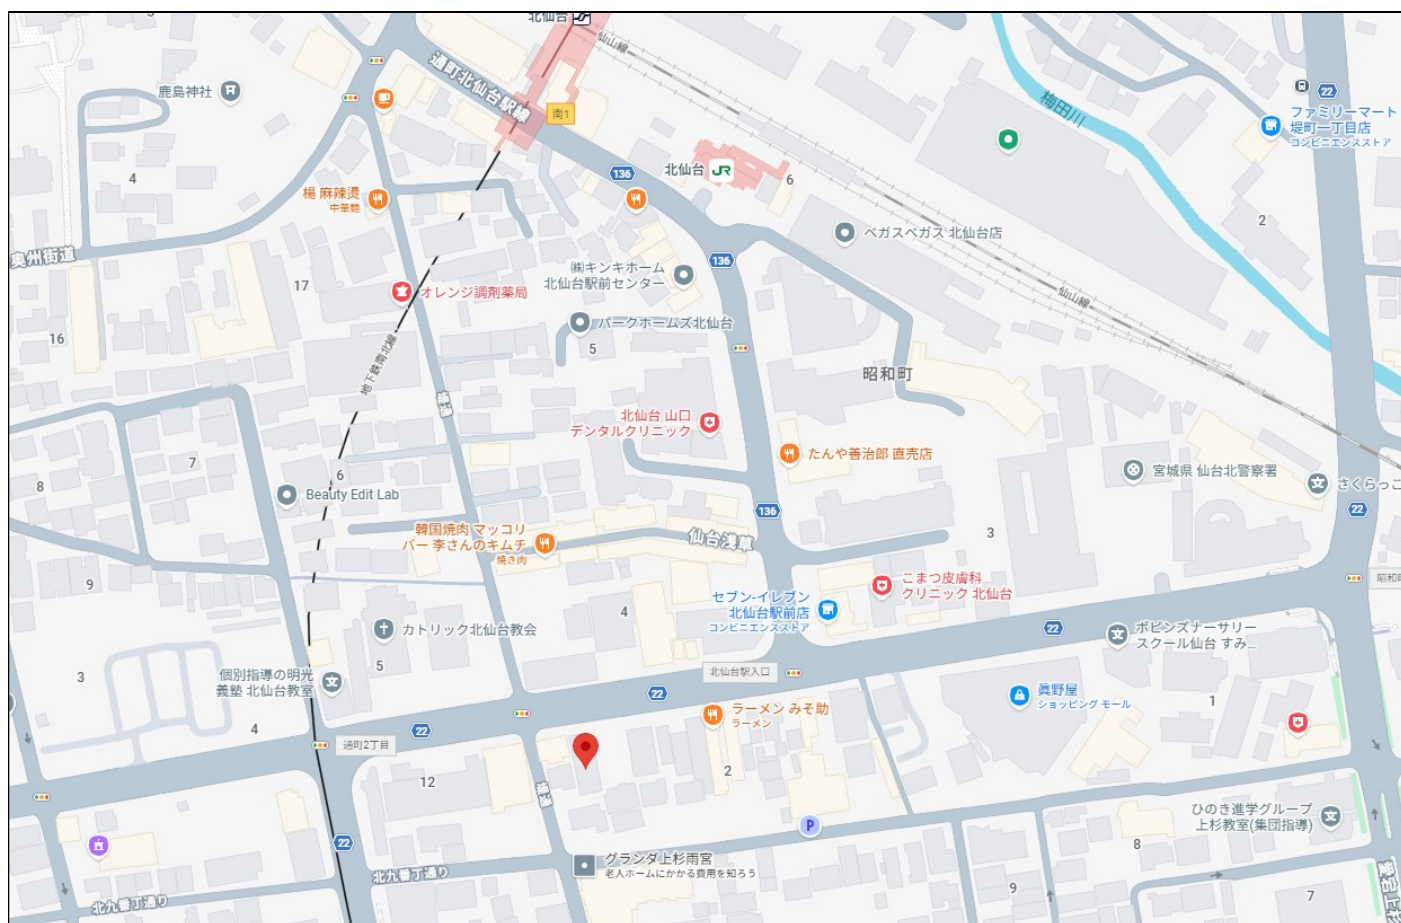 北仙台
仙山線
通町北仙台駅線
南1
鹿島神社
梅田川
22
ファミリーマート
堤町一丁目店
コンビニエンスストア
136
北仙台
JR
6
4
楊 麻辣燙
中華麺
2
ベガスベガス 北仙台店
奥州街道
136
㈱キンキホーム
北仙台駅前センター
17
オレンジ調剤薬局
仙山線
パークホームズ北仙台
5
16
地下鉄南北線
昭和町
堤通
北仙台 山口
デンタルクリニック
たんや善治郎 直売店
7
宮城県 仙台北警察署
さくらっこ
8
6
Beauty Edit Lab
136
22
韓国焼肉 マッコリ
バー 李さんのキムチ
焼き肉
仙台浅草
3
9
こまつ皮膚科
クリニック 北仙台
セブン-イレブン
北仙台駅前店
コンビニエンスストア
4
カトリック北仙台教会
22
ポピンズナーサリー
スクール仙台 すみ...
5
3
個別指導の明光
義塾 北仙台教室
北仙台駅入口
22
眞野屋
ショッピング モール
1
ラーメン みそ助
ラーメン
4
22
通町2丁目
12
2
ひのき進学グループ
上杉教室(集団指導)
P
22
8
グランダ上杉雨宮
老人ホームにかかる費用を知ろう
北九番丁通り
北九番丁通り
9
7